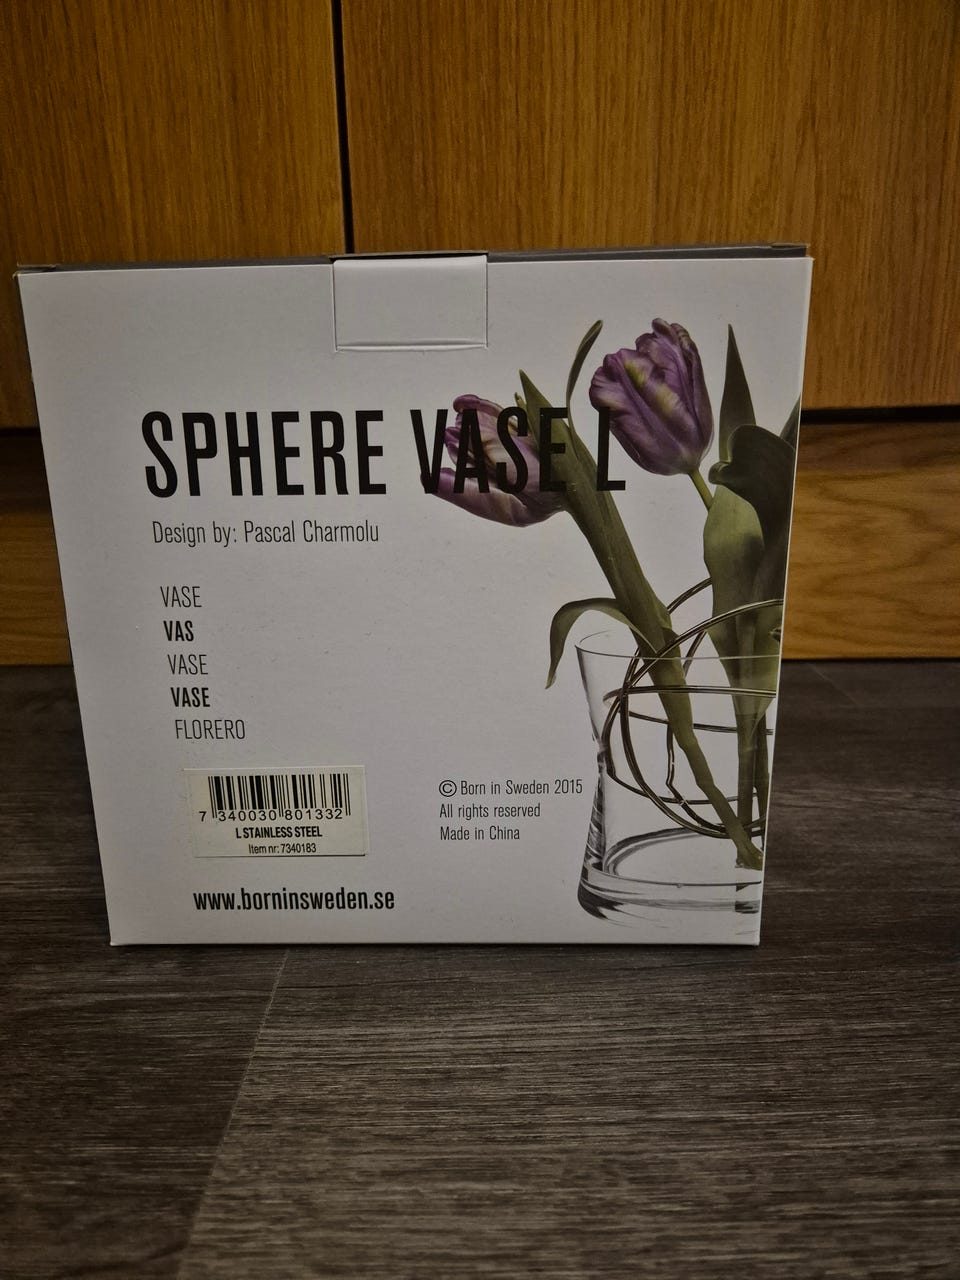 SPHERE VASE L
Design by: Pascal Charmolu
VASE
VAS
VASE
VASE
FLORERO
7 340030 801332
L STAINLESS STEEL
Item nr: 7340183
© Born in Sweden 2015
All rights reserved
Made in China
www.borninsweden.se